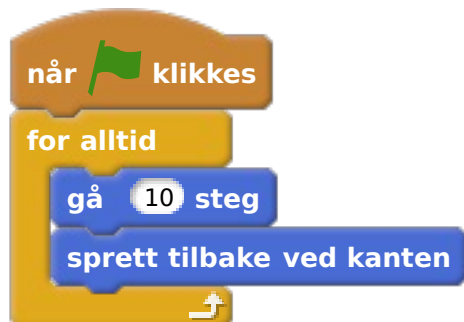 når klikkes
for alltid
gå 10 steg
sprett tilbake ved kanten